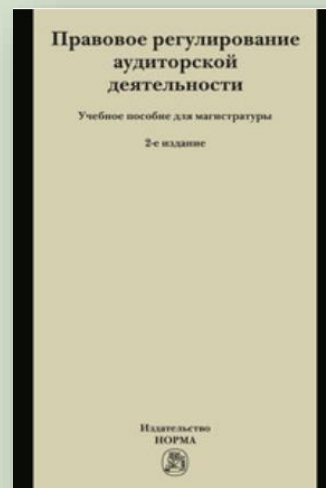 Правовое регулирование
аудиторской
деятельности
Учебное пособие для магистратуры
2-е издание
Издательство
НОРМА